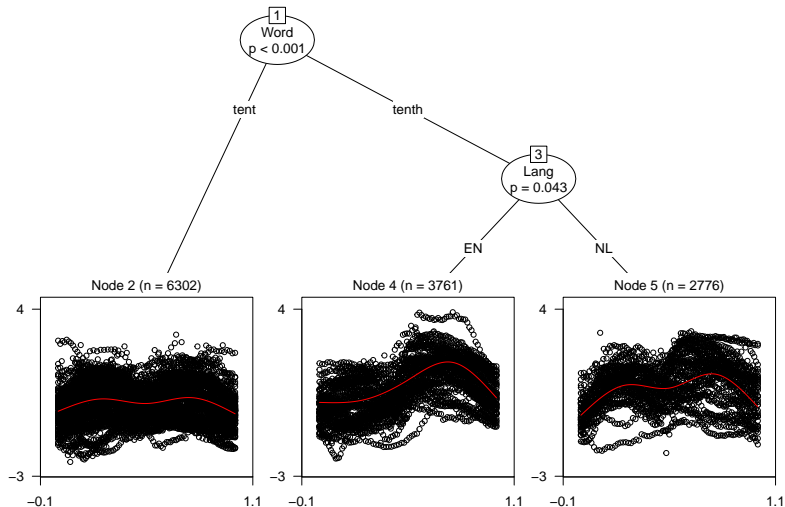 1
Word
p < 0.001
tent
tenth
3
Lang
p = 0.043
EN
NL
Node 2 (n = 6302)
Node 4 (n = 3761)
Node 5 (n = 2776)
4
−3
−0.1
1.1
4
−3
−0.1
1.1
4
−3
−0.1
1.1